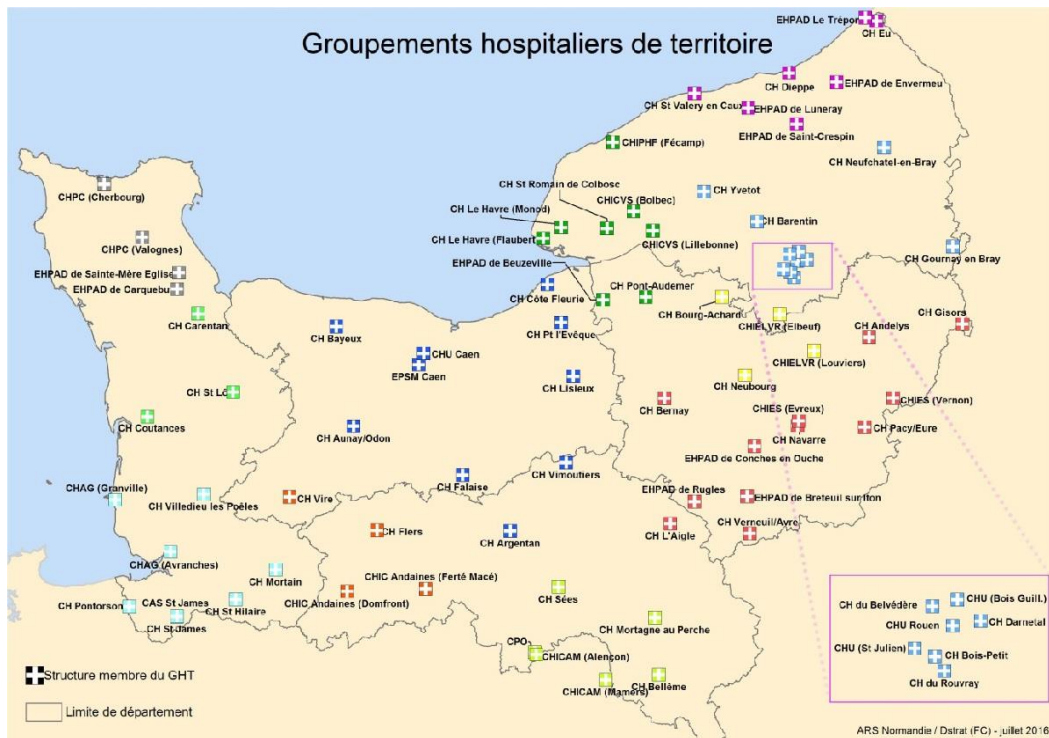 Groupements hospitaliers de territoire
EHPAD Le Trépor
CH Eu
CH Dieppe
EHPAD de Envermeu
CH St Valery en Caux
EHPAD de Luneray
EHPAD de Saint-Crespin
CHIPHF (Fécamp)
CH Neufchatel-en-Bray
CH St Romain de Colbosc
CH Yvetot
CHPC (Cherbourg)
CH Le Havre (Monod)
CHICVS (Bolbec)
CH Barentin
CH Le Havre (Flaubert)
CHICVS (Lillebonne)
CHPC (Valognes)
CH Gournay en Bray
EHPAD de Beuzeville
EHPAD de Sainte-Mère Eglise
EHPAD de Carquebu
CH Côte Fleurie
CH Pont-Audemer
CH Bourg-Achard
CH Gisors
CH Carentan
CH Bayeux
CH Pt l'Evêque
CHIELVR (Elbeuf)
CH Andelys
CHU Caen
EPSM Caen
CHIELVR (Louviers)
CH Lisieux
CH Neubourg
CH St Lô
CH Bernay
CHIES (Vernon)
CH Coutances
CHIES (Evreux)
CH Aunay/Odon
CH Navarre
CH Pacy/Eure
EHPAD de Conches en Ouche
CH Vimoutiers
CHAG (Granville)
CH Villedieu les Poêles
CH Vire
CH Falaise
EHPAD de Rugles
EHPAD de Breteuil sur Iton
CH Flers
CH Argentan
CH L'Aigle
CH Verneuil/Avre
CHAG (Avranches)
CH Mortain
CHIC Andaines (Ferté Macé)
CH Pontorson
CAS St James
CH St Hilaire
CHIC Andaines (Domfront)
CH Sées
CH St James
CH Mortagne au Perche
CPO
CHICAM (Alençon)
CHICAM (Mamers)
CH Bellême
CHU (Bois Guill.)
CH du Belvédère
CHU Rouen
CH Darnetal
CHU (St Julien)
CH Bois-Petit
CH du Rouvray
Structure membre du GHT
Limite de département
ARS Normandie / Dstrat (FC) - juillet 2016